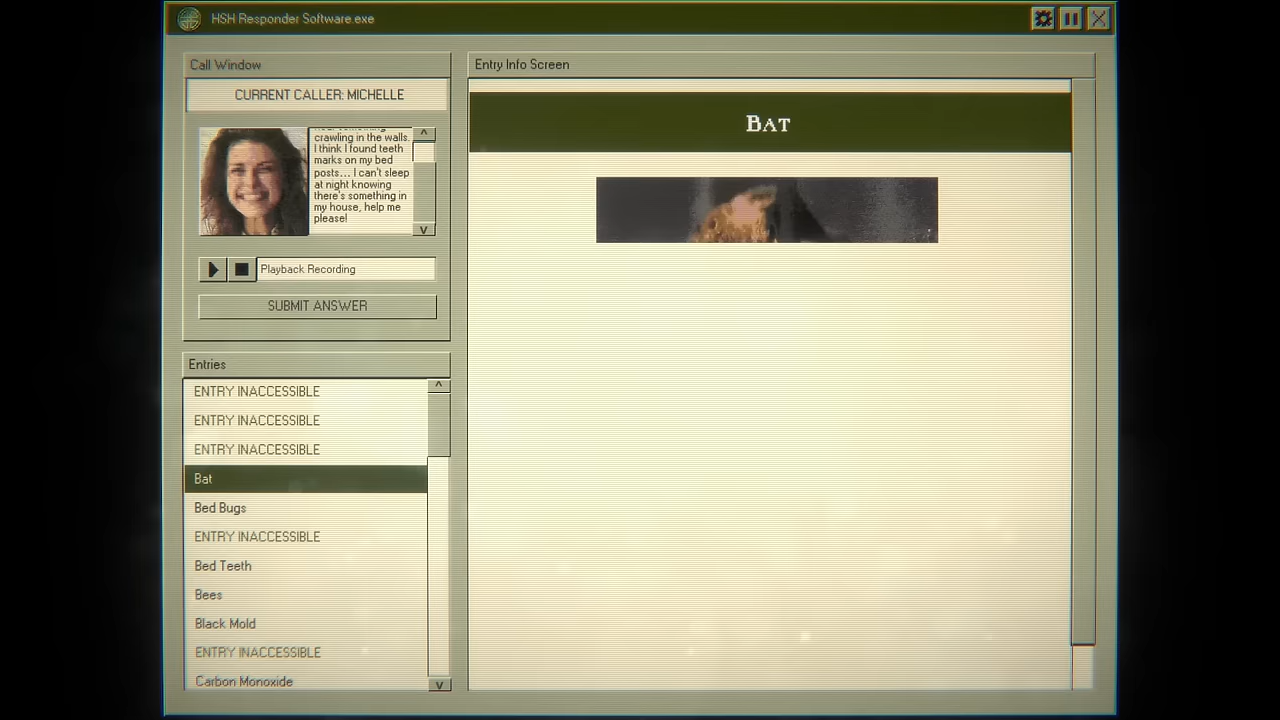 HSH Responder Software.exe
Call Window
CURRENT CALLER: MICHELLE
crawling in the walls.
I think I found teeth
marks on my bed
posts... I can't sleep
at night knowing
there's something in
my house, help me
please!
Playback Recording
SUBMIT ANSWER
Entries
ENTRY INACCESSIBLE
ENTRY INACCESSIBLE
ENTRY INACCESSIBLE
Bat
Bed Bugs
ENTRY INACCESSIBLE
Bed Teeth
Bees
Black Mold
ENTRY INACCESSIBLE
Carbon Monoxide
Entry Info Screen
Bat